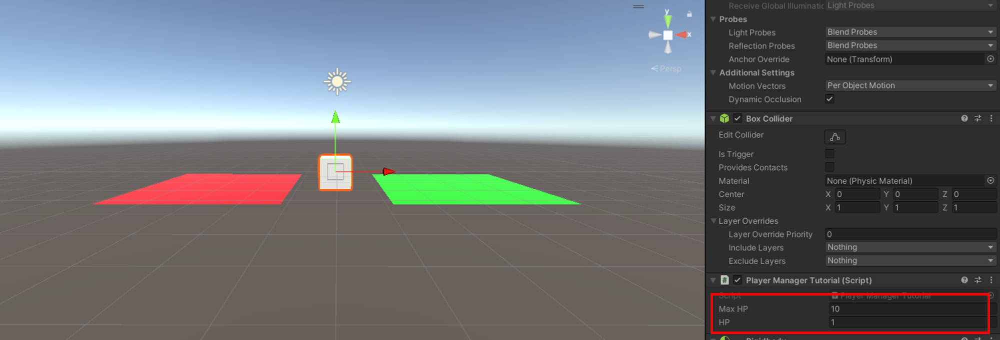 y
x
Persp
Receive Global Illuminatic Light Probes
Probes
Light Probes Blend Probes
Reflection Probes Blend Probes
Anchor Override None (Transform)
Additional Settings
Motion Vectors Per Object Motion
Dynamic Occlusion
Box Collider
Edit Collider
Is Trigger
Provides Contacts
Material None (Physic Material)
Center X 0 Y 0 Z 0
Size X 1 Y 1 Z 1
Layer Overrides
Layer Override Priority 0
Include Layers Nothing
Exclude Layers Nothing
# Player Manager Tutorial (Script)
Script Player Manager Tutorial
Max HP 10
HP 1
Rigidbody